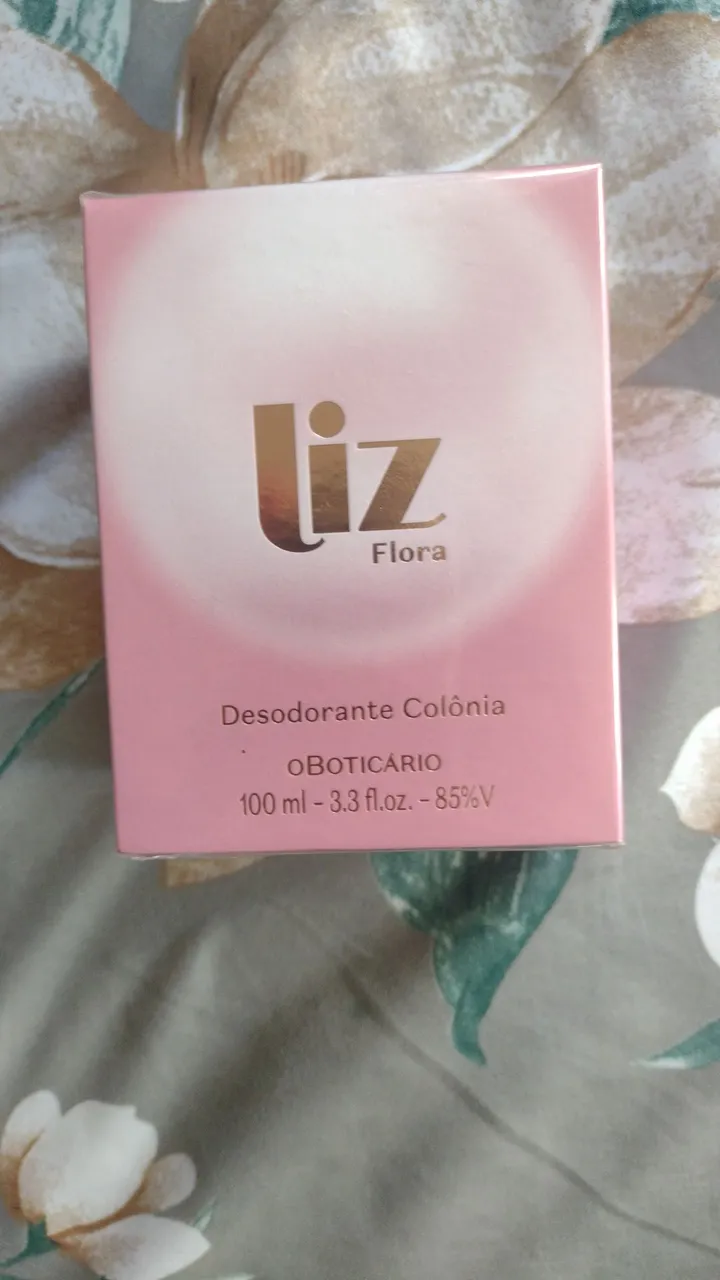 Liz
Flora
Desodorante Colônia
oBOTICÁRIO
100 ml - 3.3 fl.oz. - 85%V